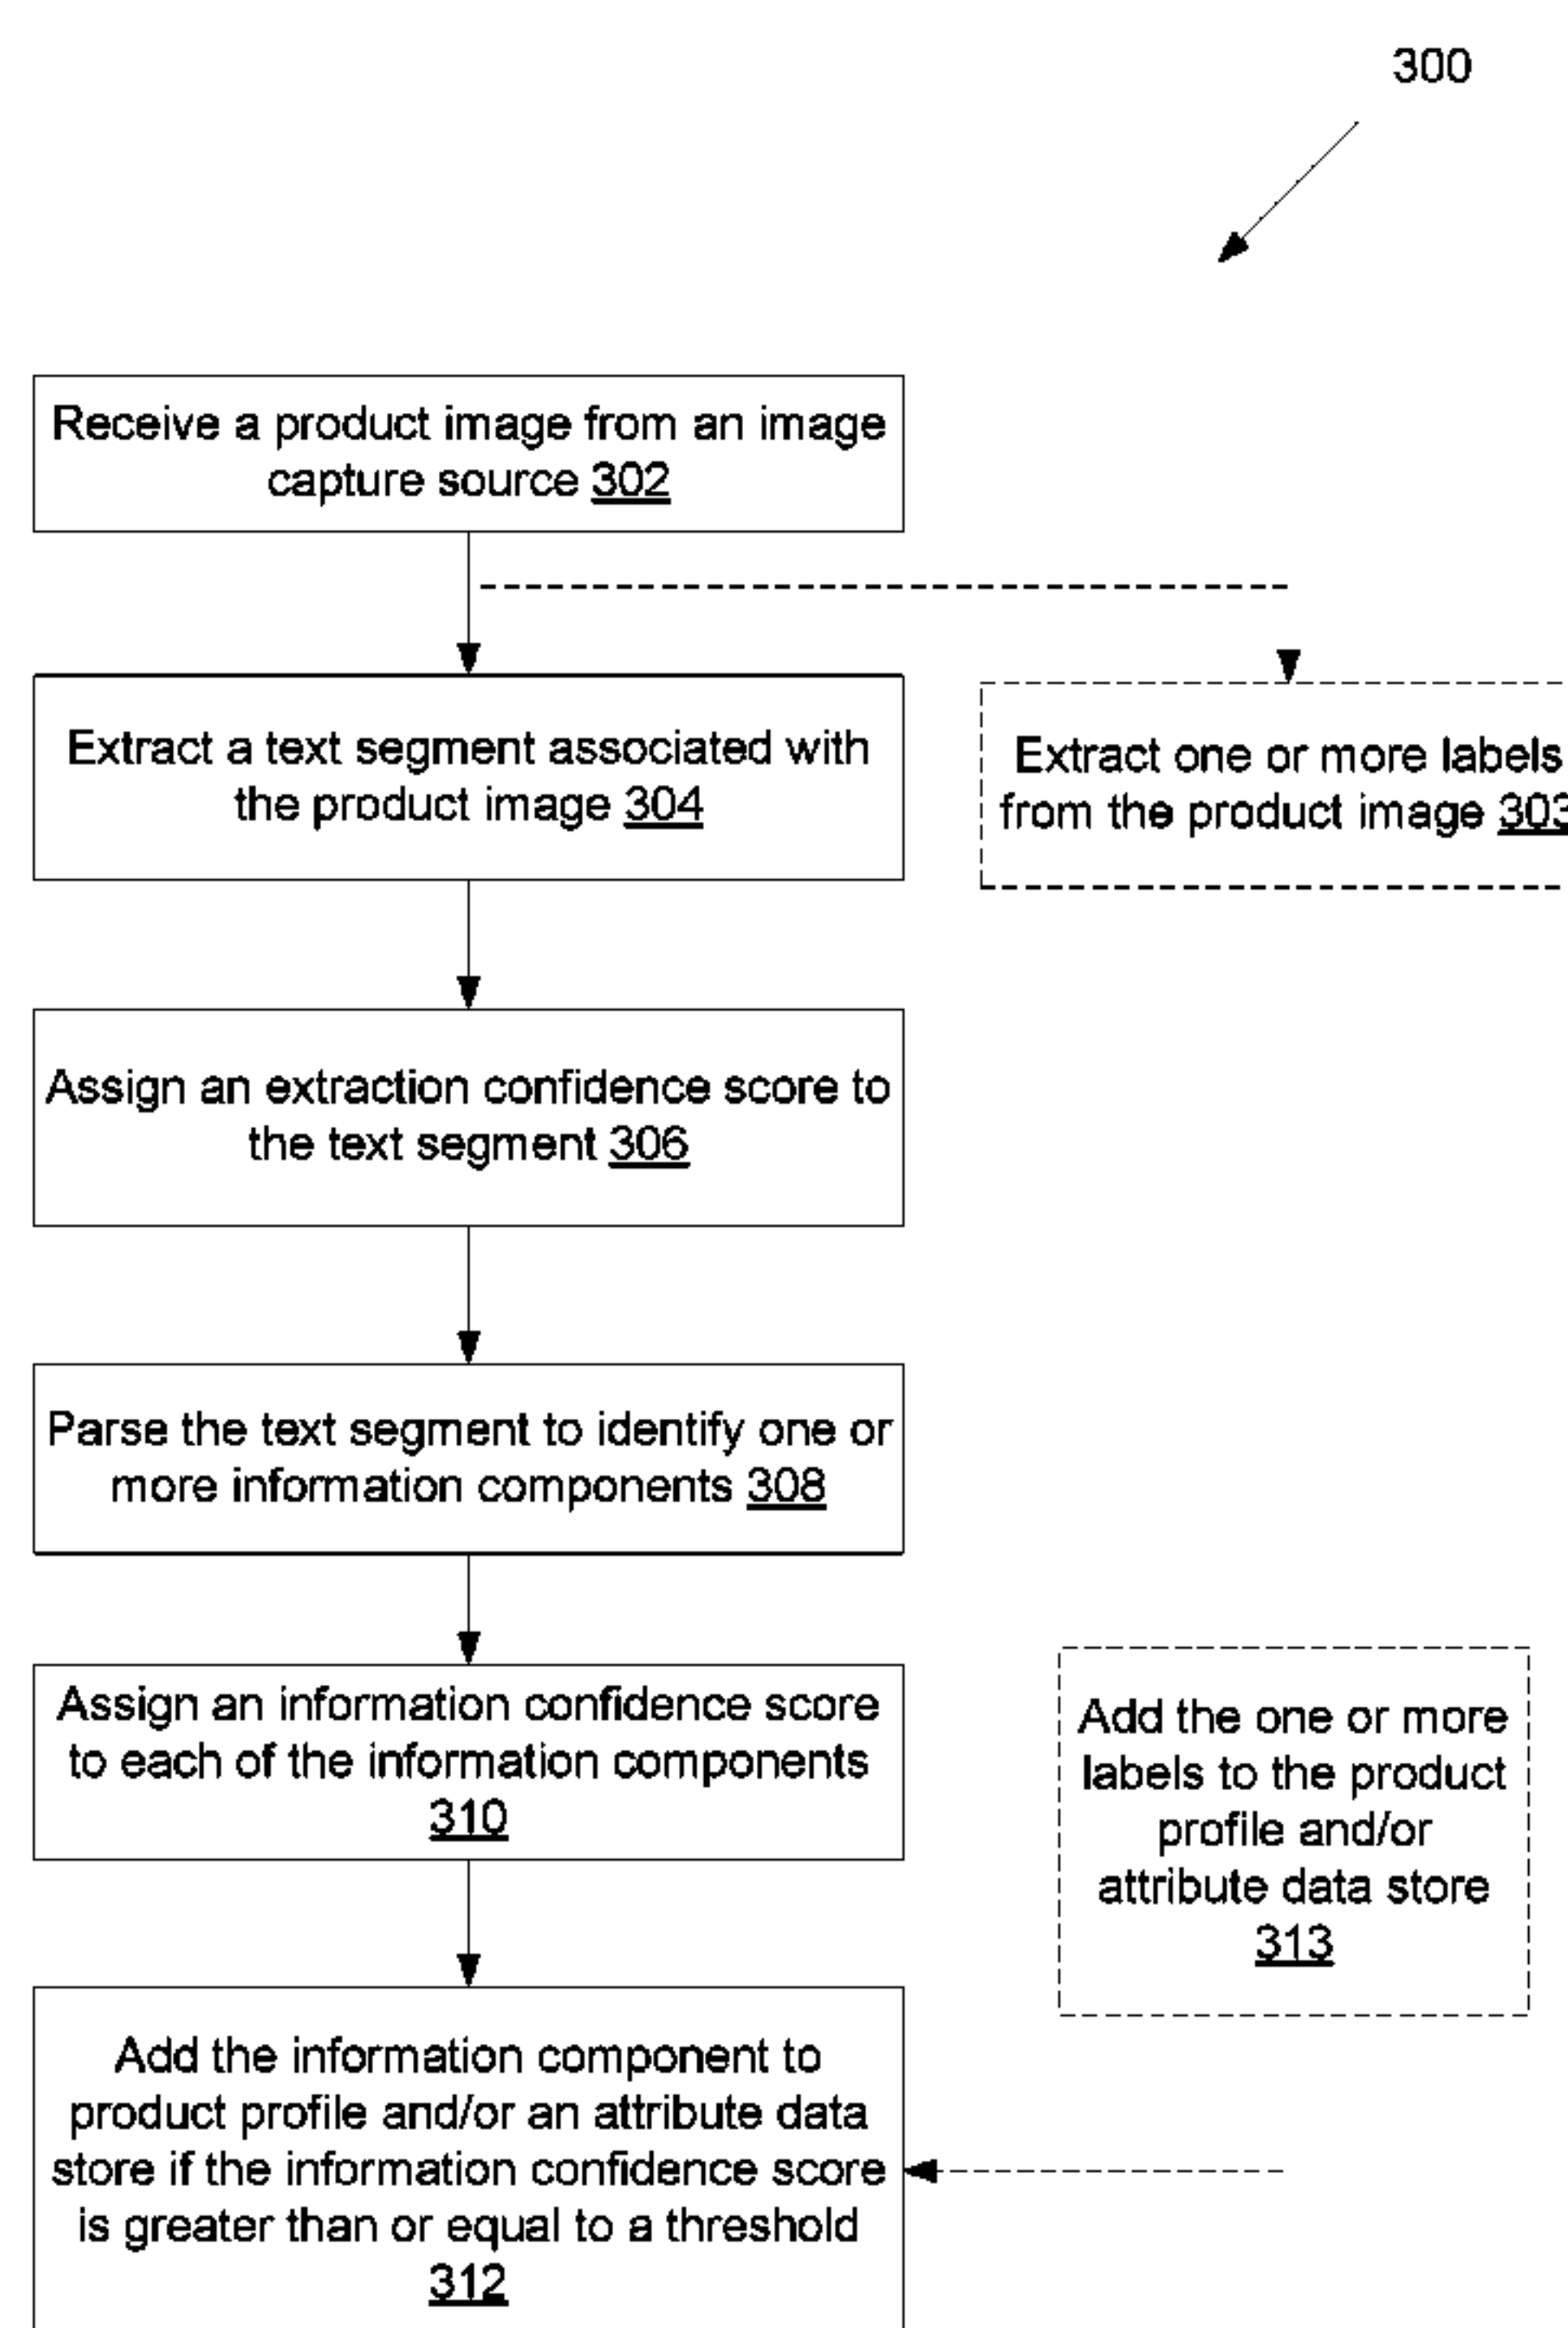 300
Receive a product image from an image
capture source 302
Extract a text segment associated with
the product image 304
Extract one or more labels
from the product image 303
Assign an extraction confidence score to
the text segment 306
Parse the text segment to identify one or
more information components 308
Assign an information confidence score
to each of the information components
310
Add the one or more
labels to the product
profile and/or
attribute data store
313
Add the information component to
product profile and/or an attribute data
store if the information confidence score
is greater than or equal to a threshold
312